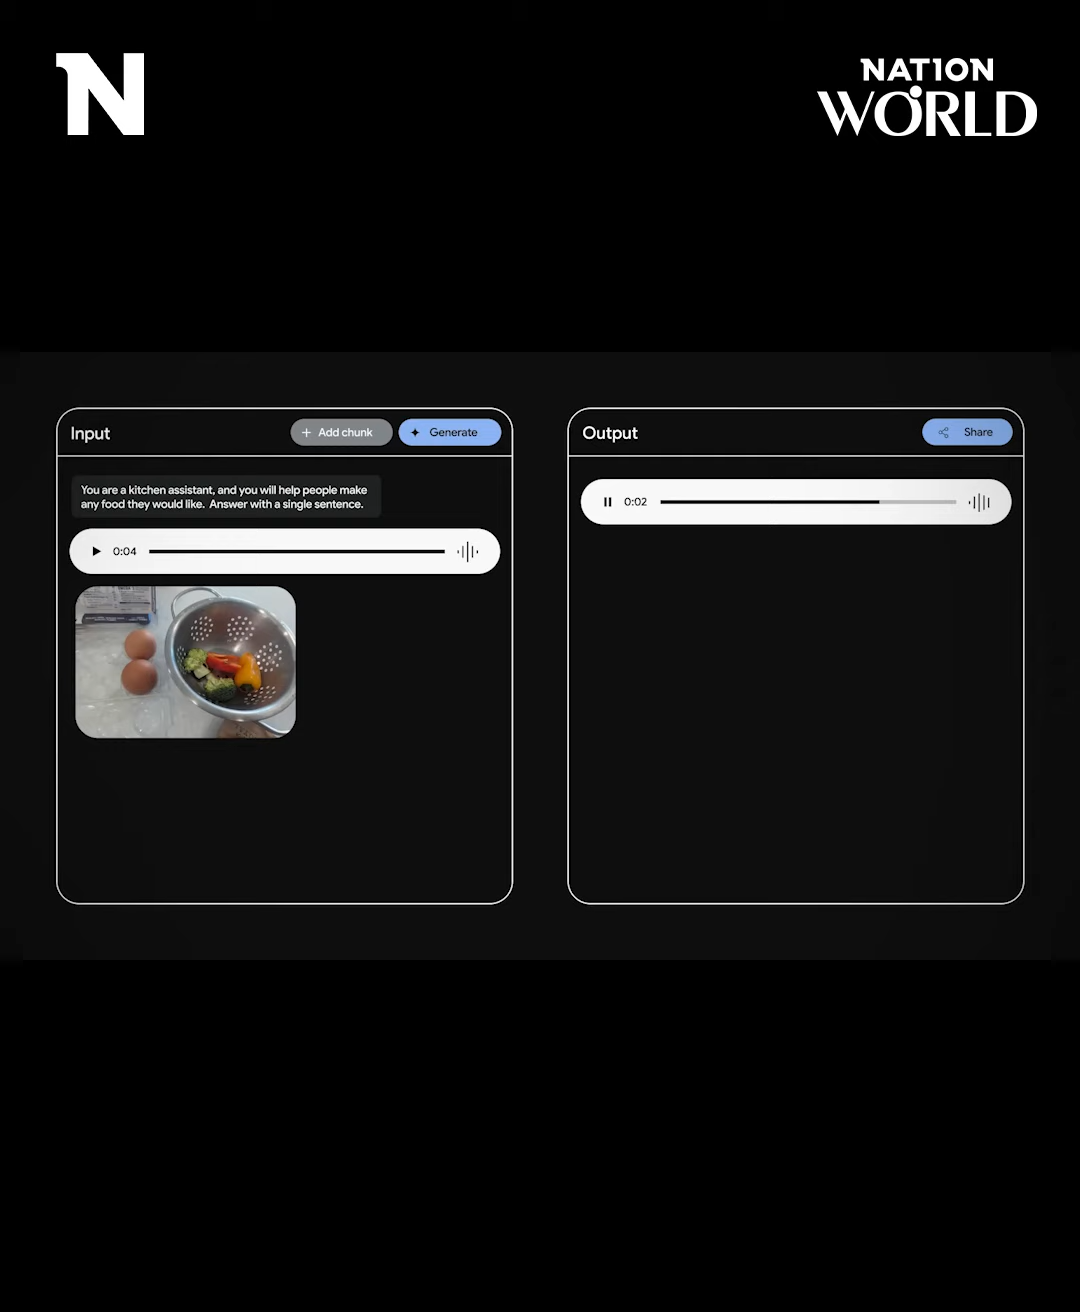 N
NATION
WORLD
Input
Add chunk
Generate
You are a kitchen assistant, and you will help people make
any food they would like. Answer with a single sentence.
0:04
Output
Share
0:02